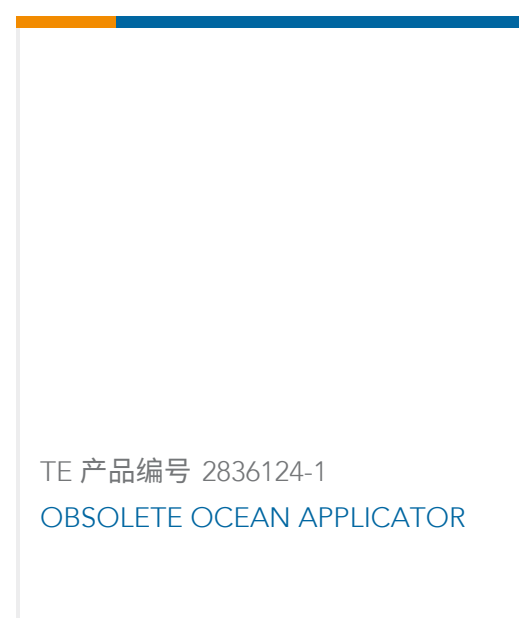 TE 产品编号 2836124-1
OBSOLETE OCEAN APPLICATOR